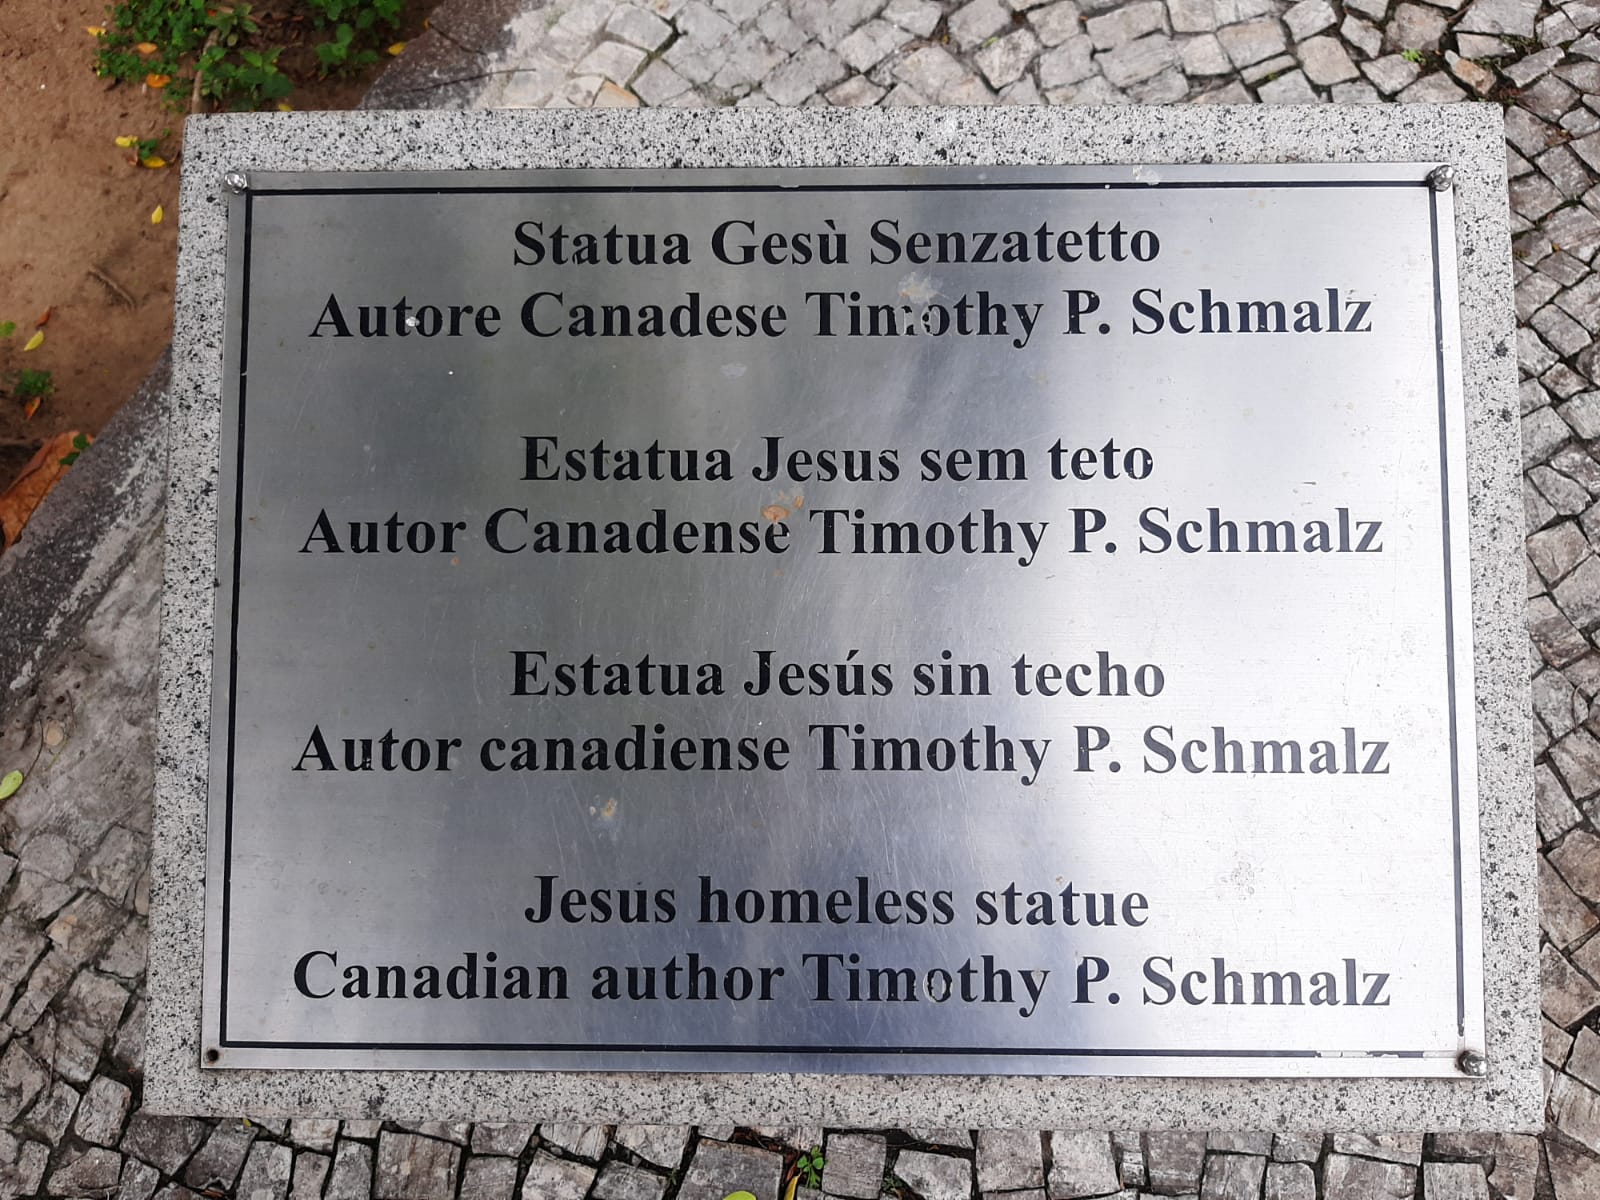 Statua Gesù Senzatetto
Autore Canadese Timothy P. Schmalz
Estatua Jesus sem teto
Autor Canadense Timothy P. Schmalz
Estatua Jesús sin techo
Autor canadiense Timothy P. Schmalz
Jesus homeless statue
Canadian author Timothy P. Schmalz